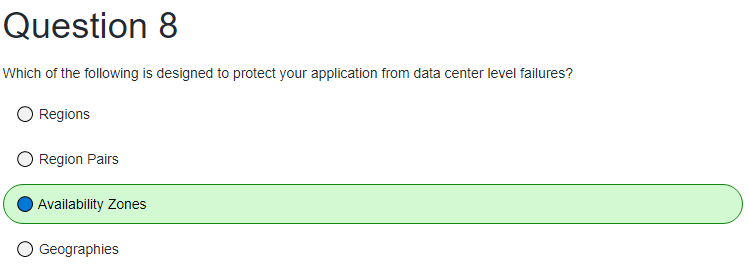 Question 8
Which of the following is designed to protect your application from data center level failures?
Regions
Region Pairs
Availability Zones
Geographies